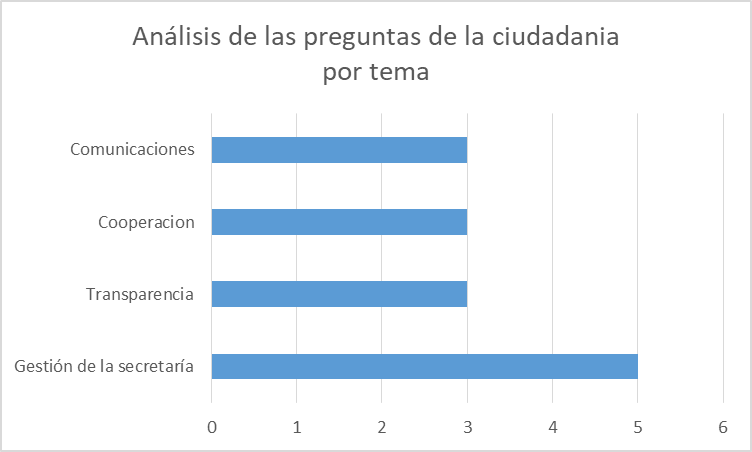 Análisis de las preguntas de la ciudadania
por tema
Comunicaciones
Cooperacion
Transparencia
Gestión de la secretaría
0 1 2 3 4 5 6